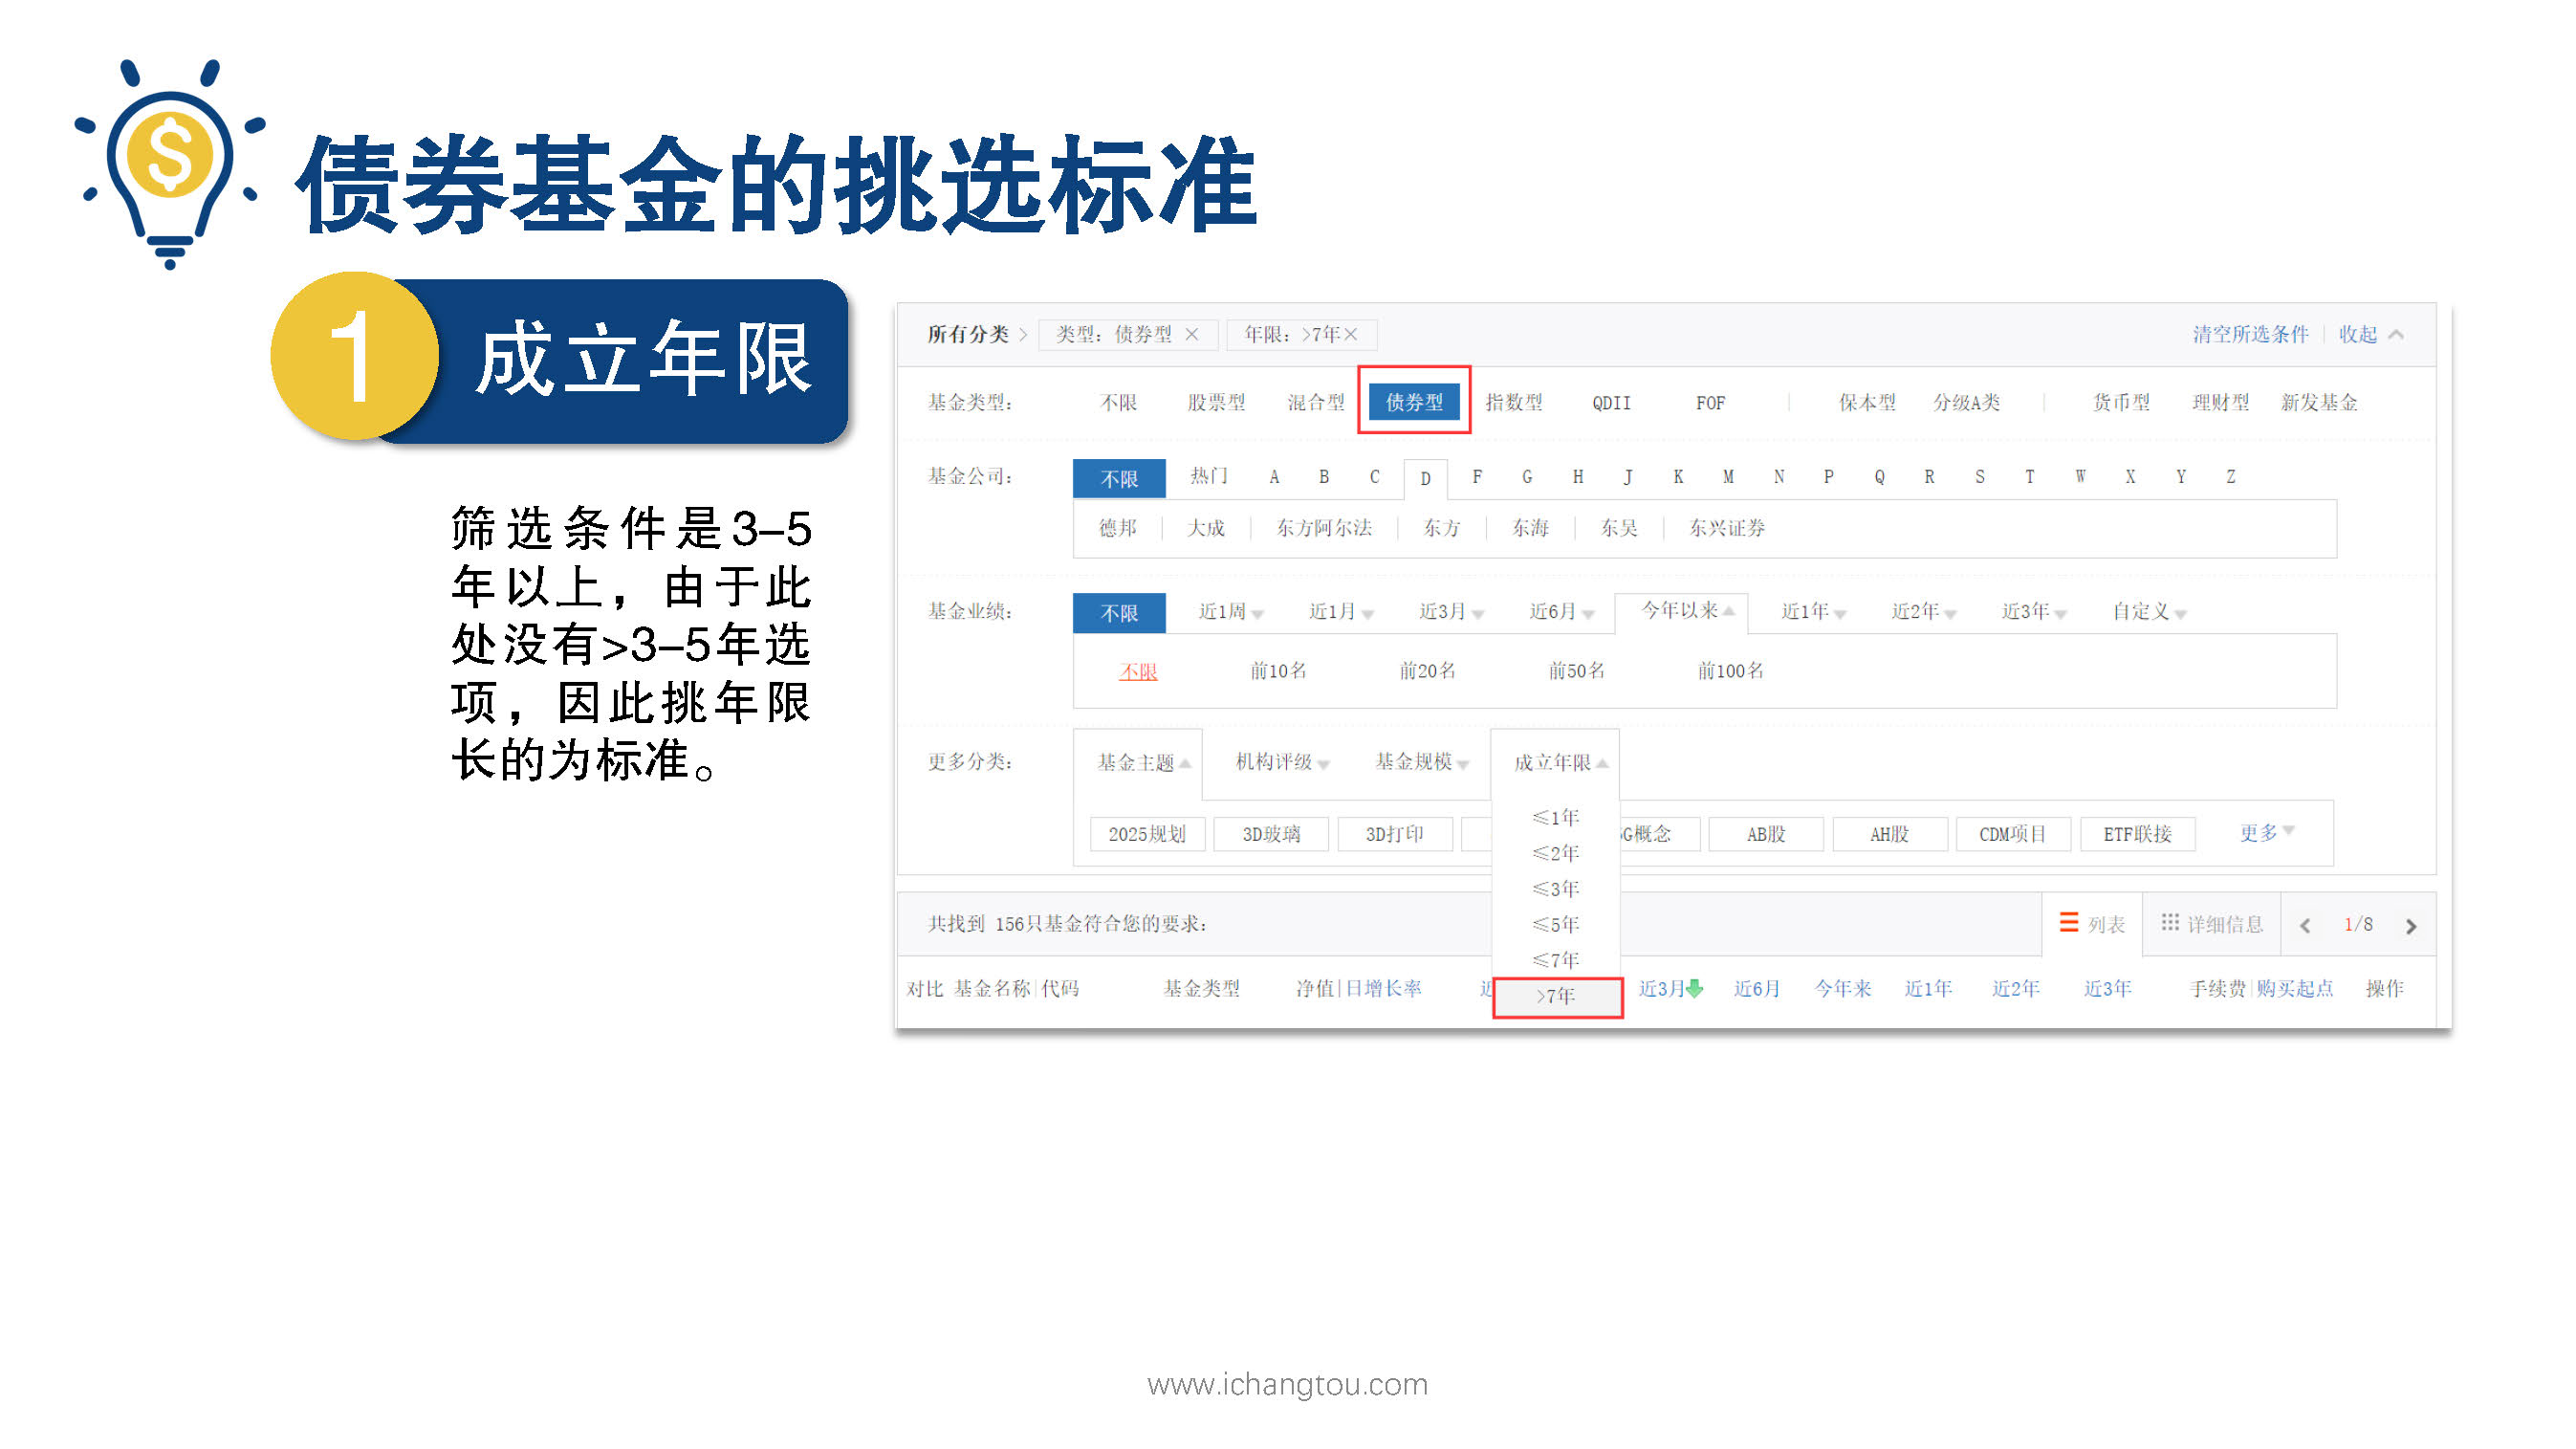 债券基金的挑选标准
1 成立年限
筛选条件是3–5
年以上，由于此
处没有>3–5年选
项，因此挑年限
长的为标准。
所有分类 > 类型：债券型 × 年限：>7年× 清空所选条件 收起
基金类型： 不限 股票型 混合型 债券型 指数型 QDII FOF 保本型 分级A类 货币型 理财型 新发基金
基金公司： 不限 热门 A B C D F G H J K M N P Q R S T W X Y Z
德邦 大成 东方阿尔法 东方 东海 东吴 东兴证券
基金业绩： 不限 近1周 近1月 近3月 近6月 今年以来 近1年 近2年 近3年 自定义
不限 前10名 前20名 前50名 前100名
更多分类： 基金主题 机构评级 基金规模 成立年限
≤1年
2025规划 3D玻璃 3D打印 G概念 AB股 AH股 CDM项目 ETF联接 更多
≤2年
≤3年
共找到 156只基金符合您的要求： ≤5年 列表 详细信息 1/8
≤7年
对比 基金名称|代码 基金类型 净值|日增长率 近 >7年 近3月 近6月 今年来 近1年 近2年 近3年 手续费|购买起点 操作
www.ichangtou.com